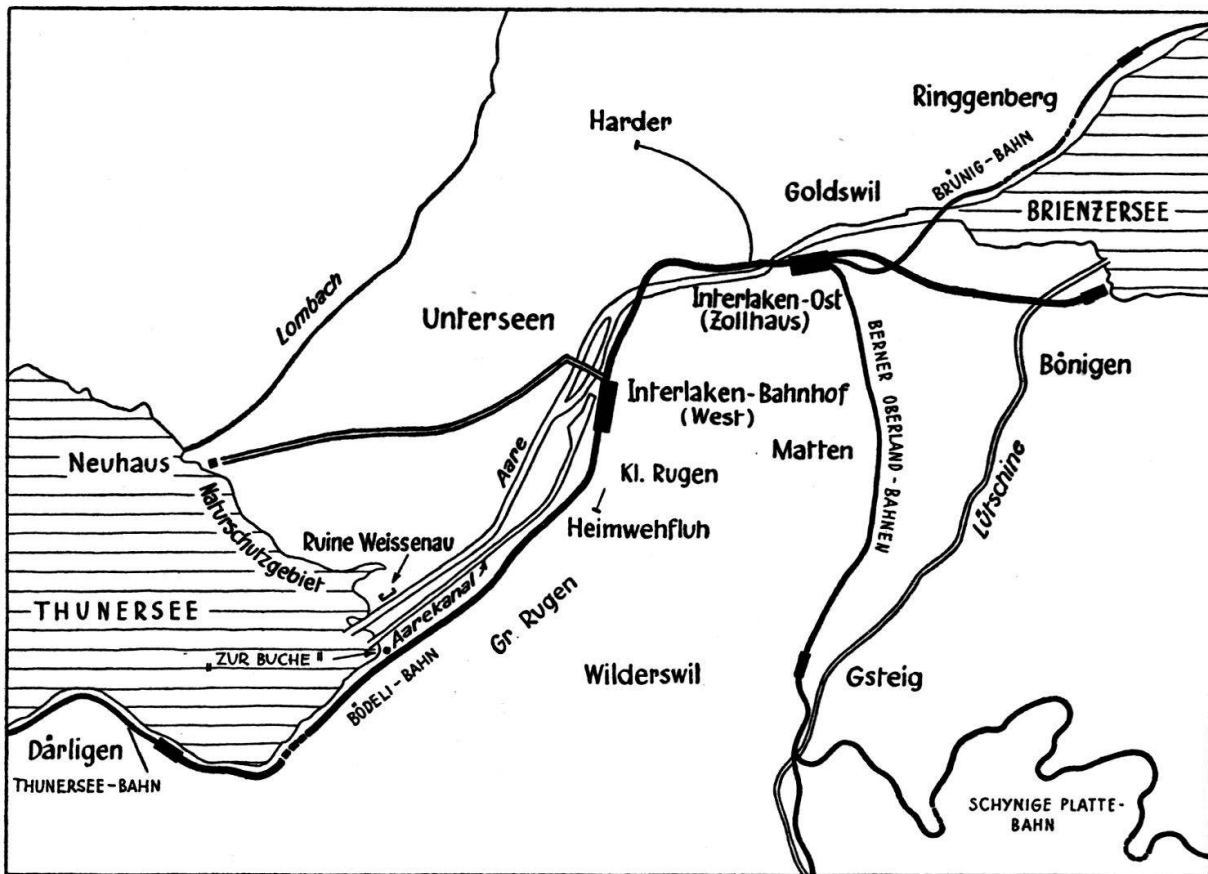 Ringgenberg
Harder
BRÜNIG-BAHN
Goldswil
BRIENZERSEE
Lombach
Unterseen
Interlaken-Ost
(Zollhaus)
BERNER OBERLAND-BAHNEN
Bönigen
Interlaken-Bahnhof
(West)
Matten
Lütschine
Neuhaus
Aare
Kl. Rugen
Heimwehfluh
Naturschutzgebiet
Ruine Weissenau
THUNERSEE
Aarekanal
Gr. Rugen
"ZUR BUCHE"
BÖDELI-BAHN
Wilderswil
Gsteig
Därligen
THUNERSEE-BAHN
SCHYNIGE PLATTE-
BAHN